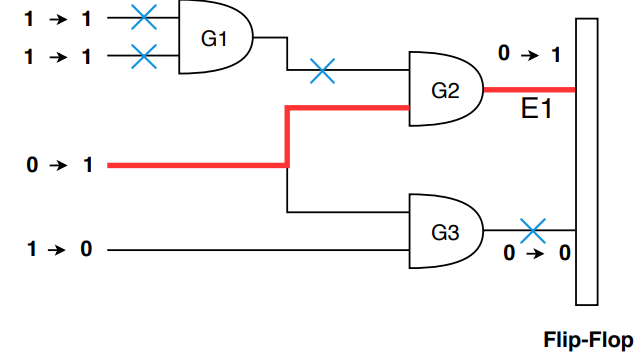 1 → 1
G1
1 → 1
0 → 1
G2
E1
0 → 1
1 → 0
G3
0 → 0
Flip-Flop